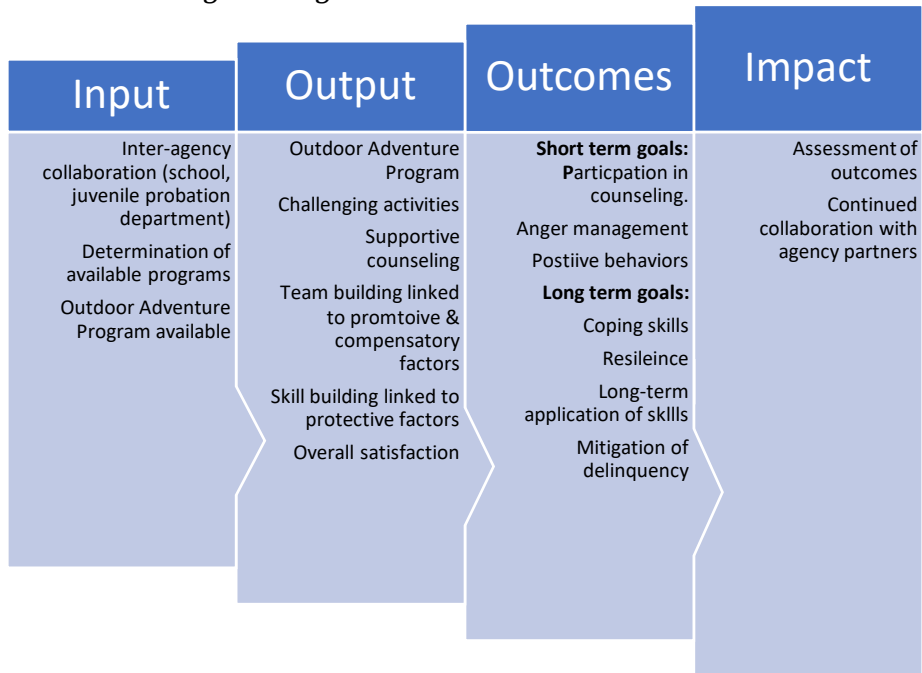 Input
Inter-agency
collaboration (school,
juvenile probation
department)
Determination of
available programs
Outdoor Adventure
Program available
Output
Outdoor Adventure
Program
Challenging activities
Supportive
counseling
Team building linked
to promtoive &
compensatory
factors
Skill building linked to
protective factors
Overall satisfaction
Outcomes
Short term goals:
Particpation in
counseling.
Anger management
Postiive behaviors
Long term goals:
Coping skills
Resileince
Long-term
application of skllls
Mitigation of
delinquency
Impact
Assessment of
outcomes
Continued
collaboration with
agency partners